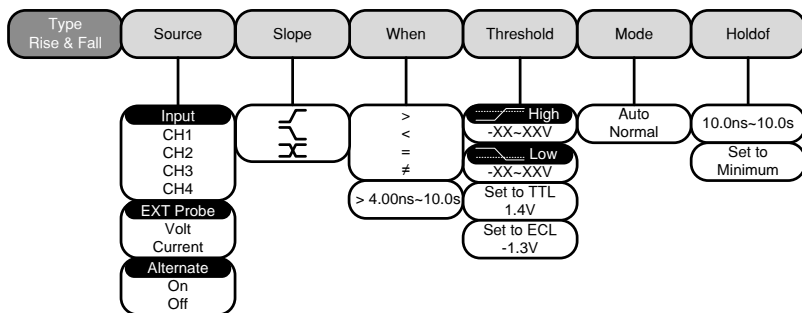 Type
Rise & Fall
Source
Slope
When
Threshold
Mode
Holdof
Input
CH1
CH2
CH3
CH4
EXT Probe
Volt
Current
Alternate
On
Off
>
<
=
≠
> 4.00ns~10.0s
High
-XX~XXV
Low
-XX~XXV
Set to TTL
1.4V
Set to ECL
-1.3V
Auto
Normal
10.0ns~10.0s
Set to
Minimum